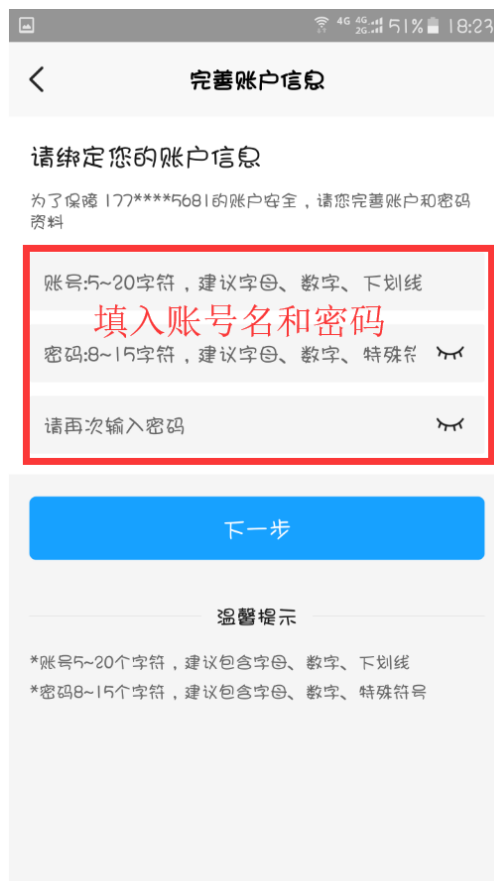 4G 4G 2G 51% 18:23
完善账户信息
请绑定您的账户信息
为了保障 177****5681的账户安全，请您完善账户和密码
资料
账号:5~20字符，建议字母、数字、下划线
填入账号名和密码
密码:8~15字符，建议字母、数字、特殊符
请再次输入密码
下一步
温馨提示
*账号5~20个字符，建议包含字母、数字、下划线
*密码8~15个字符，建议包含字母、数字、特殊符号